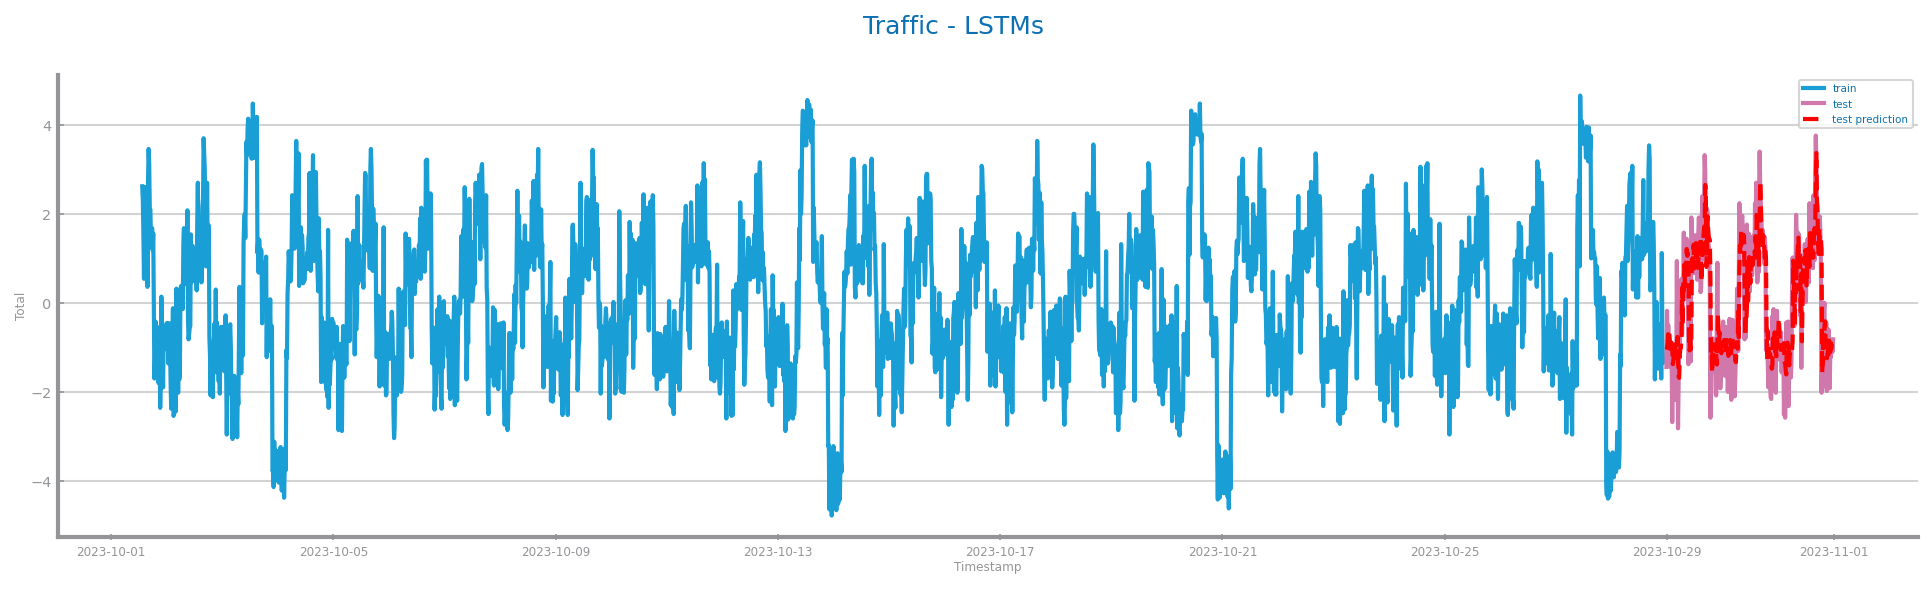 Traffic - LSTMs
train
test
test prediction
4
2
0
−2
−4
Total
2023-10-01
2023-10-05
2023-10-09
2023-10-13
2023-10-17
2023-10-21
2023-10-25
2023-10-29
2023-11-01
Timestamp